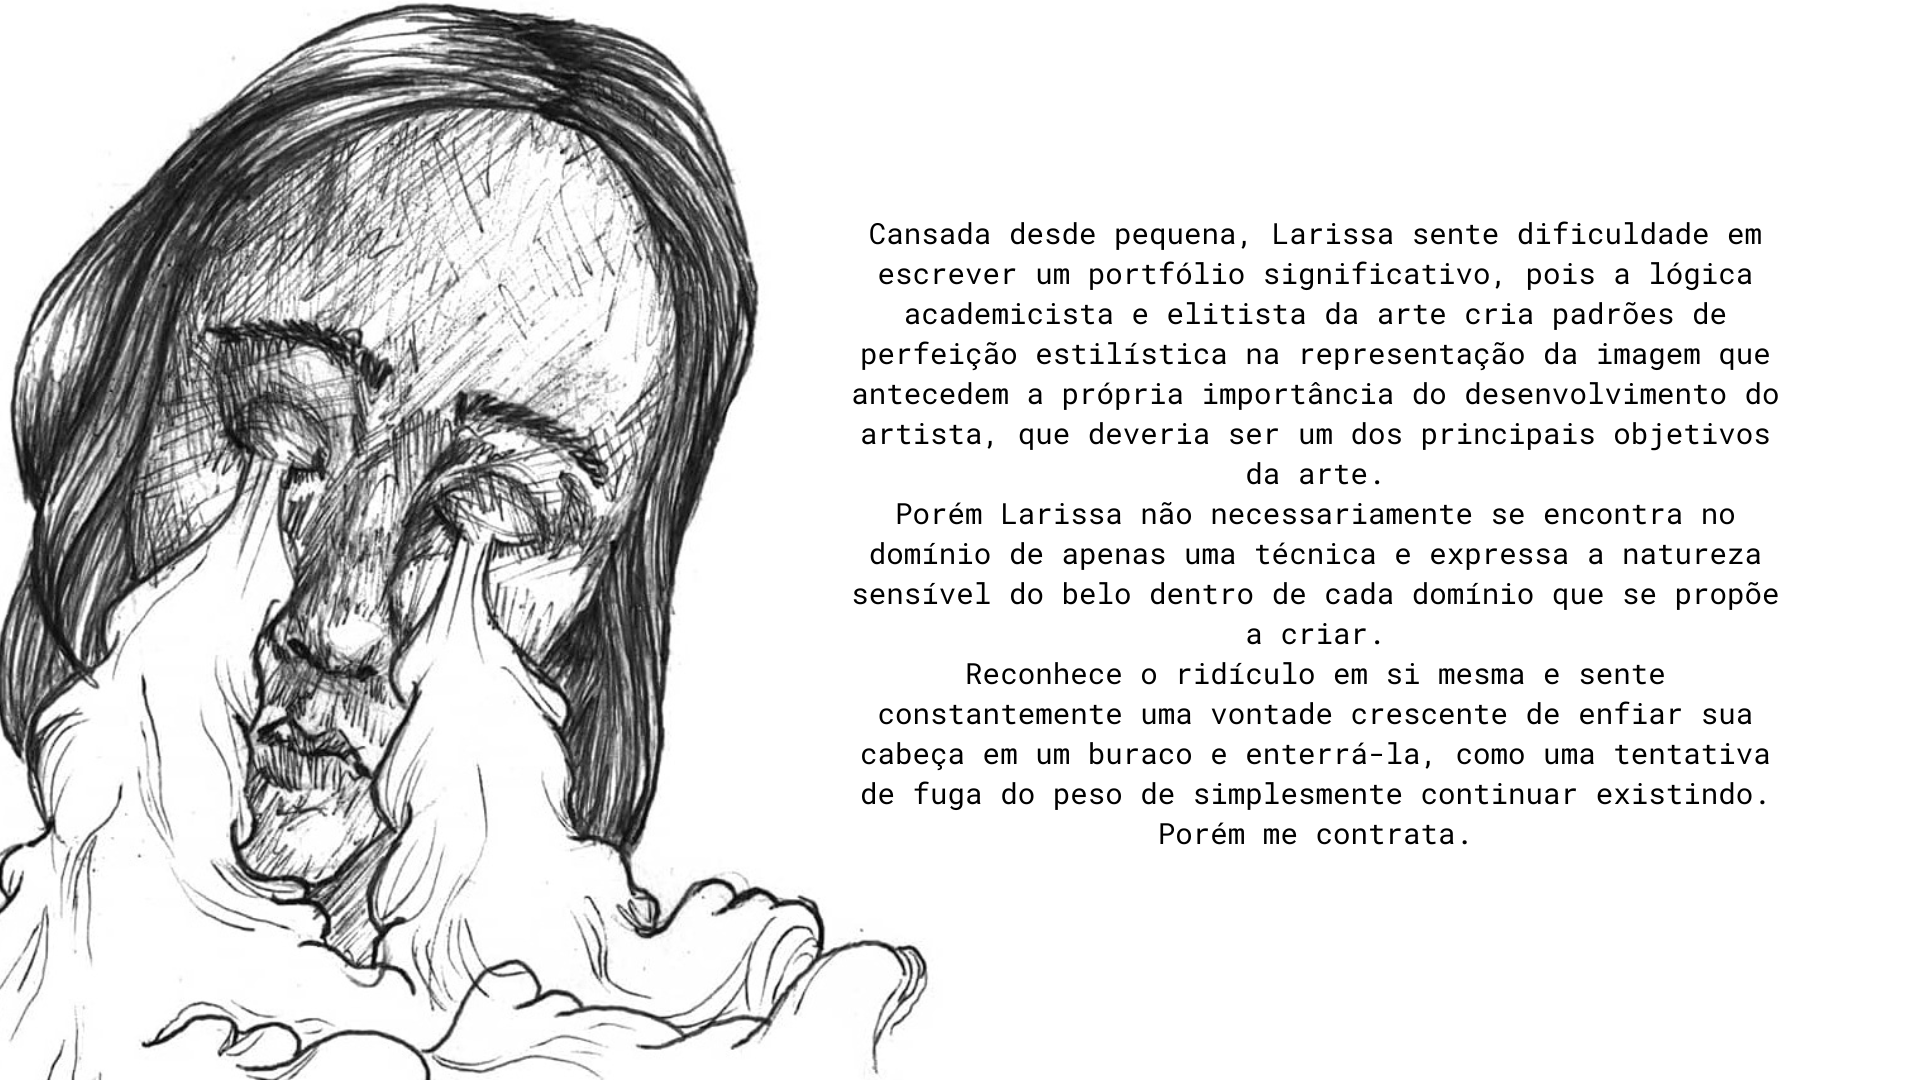 Cansada desde pequena, Larissa sente dificuldade em
escrever um portfólio significativo, pois a lógica
academicista e elitista da arte cria padrões de
perfeição estilística na representação da imagem que
antecedem a própria importância do desenvolvimento do
artista, que deveria ser um dos principais objetivos
da arte.
Porém Larissa não necessariamente se encontra no
domínio de apenas uma técnica e expressa a natureza
sensível do belo dentro de cada domínio que se propõe
a criar.
Reconhece o ridículo em si mesma e sente
constantemente uma vontade crescente de enfiar sua
cabeça em um buraco e enterrá-la, como uma tentativa
de fuga do peso de simplesmente continuar existindo.
Porém me contrata.